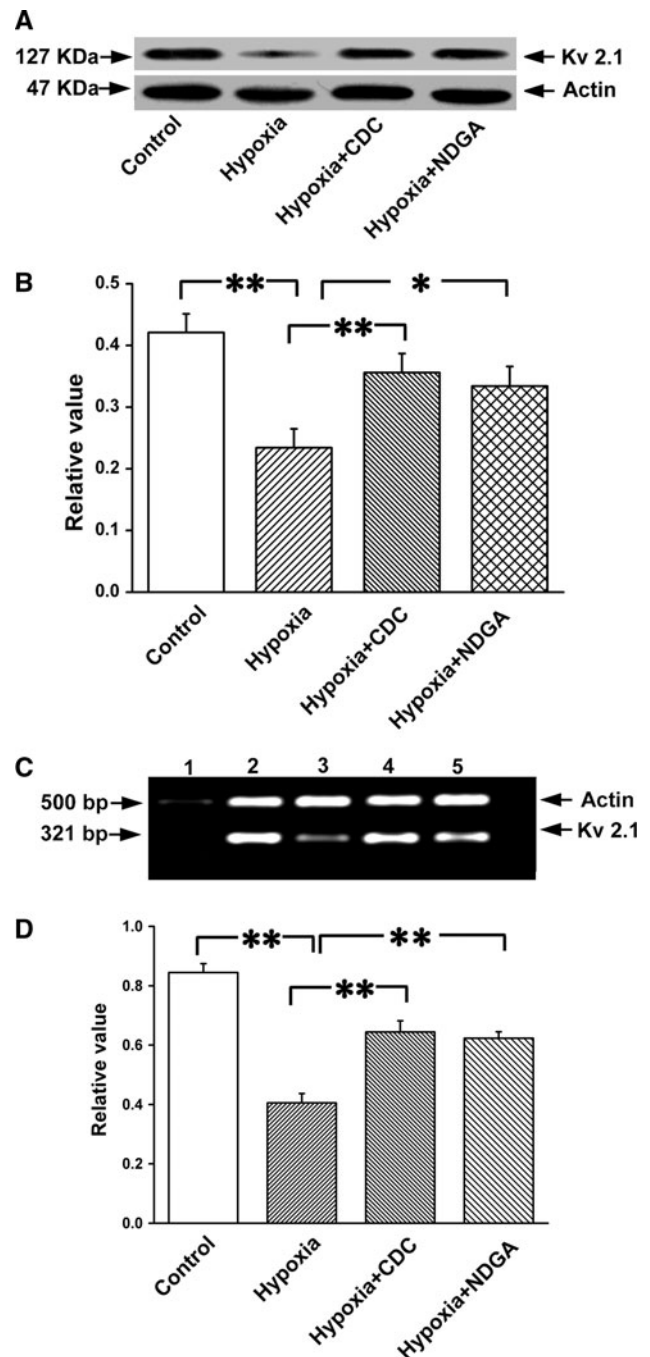 A
127 KDa Kv 2.1
47 KDa Actin
Control Hypoxia Hypoxia+CDC Hypoxia+NDGA
B
** *
**
Relative value
0.5
0.4
0.3
0.2
0.1
0.0
Control Hypoxia Hypoxia+CDC Hypoxia+NDGA
C
1 2 3 4 5
500 bp Actin
321 bp Kv 2.1
D
** **
**
Relative value
1.0
0.8
0.6
0.4
0.2
0.0
Control Hypoxia Hypoxia+CDC Hypoxia+NDGA